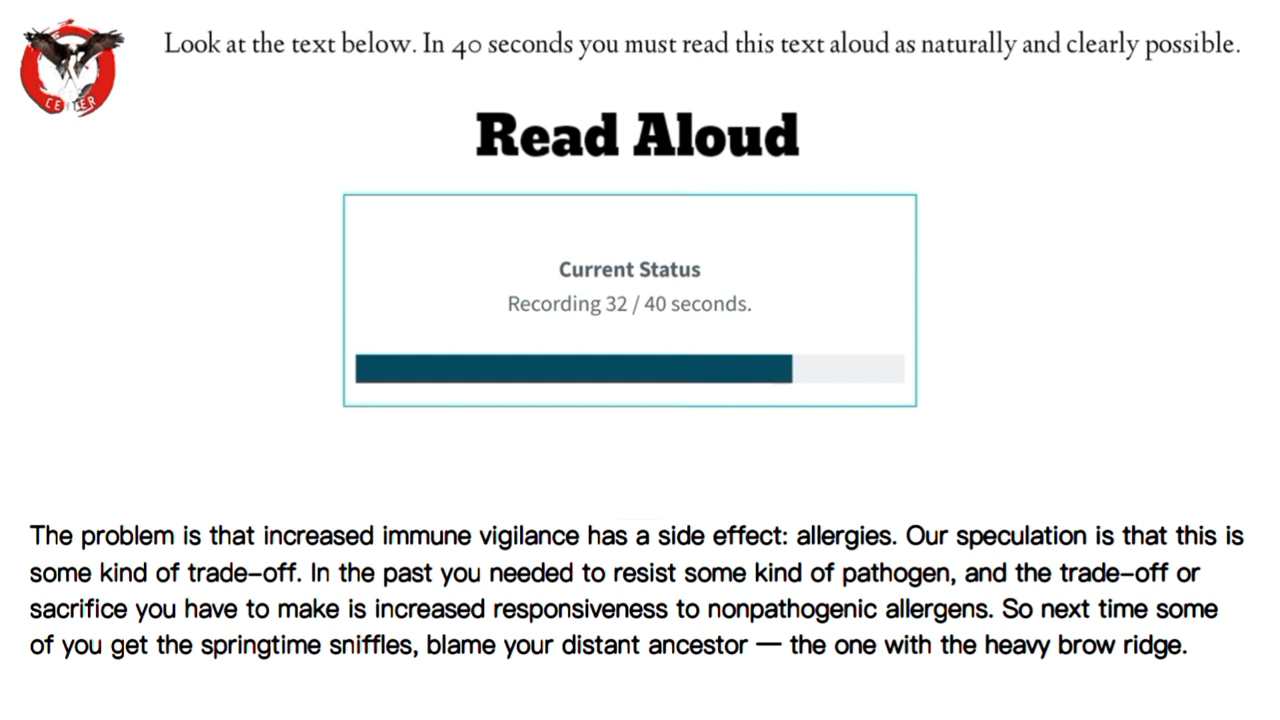 Look at the text below. In 40 seconds you must read this text aloud as naturally and clearly possible.
CENTER
Read Aloud
Current Status
Recording 32 / 40 seconds.
The problem is that increased immune vigilance has a side effect: allergies. Our speculation is that this is
some kind of trade-off. In the past you needed to resist some kind of pathogen, and the trade-off or
sacrifice you have to make is increased responsiveness to nonpathogenic allergens. So next time some
of you get the springtime sniffles, blame your distant ancestor — the one with the heavy brow ridge.